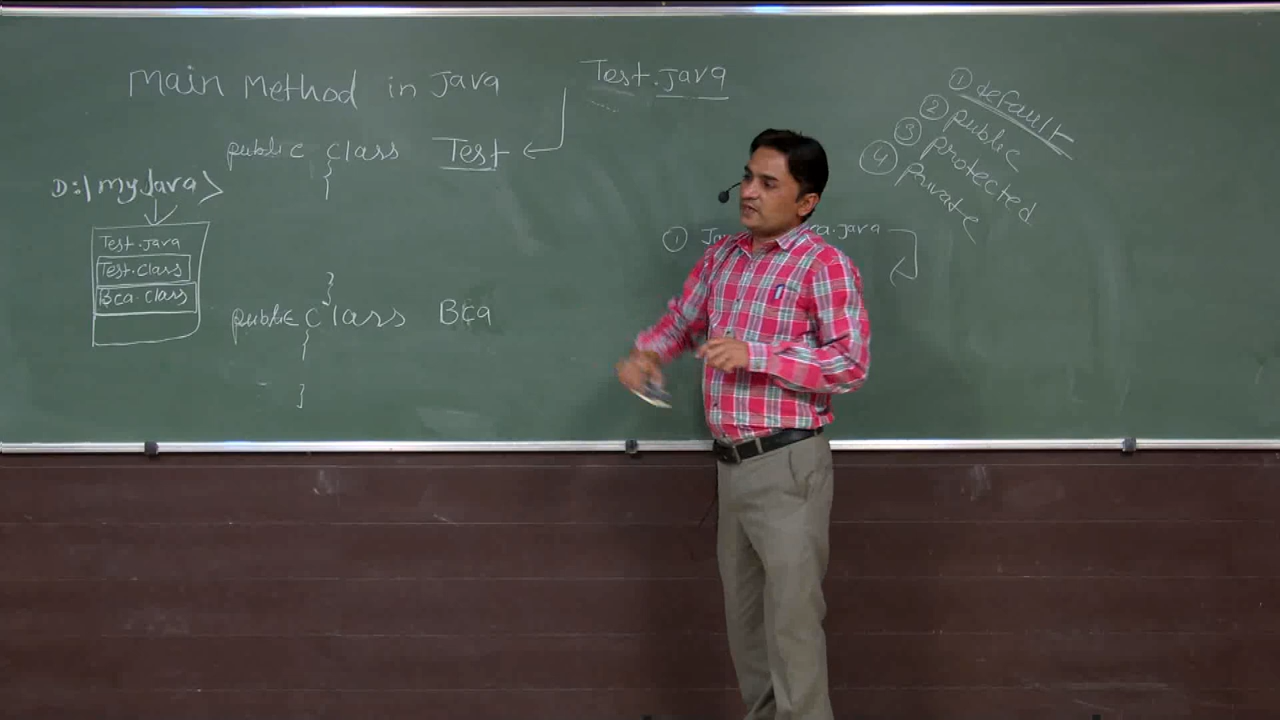 Main Method in Java
Test.java
public class Test
{
}
public class Bca
{
}
D:\myJava>
Test.java
Test.class
Bca.class
① default
② public
③ protected
④ private
① .java